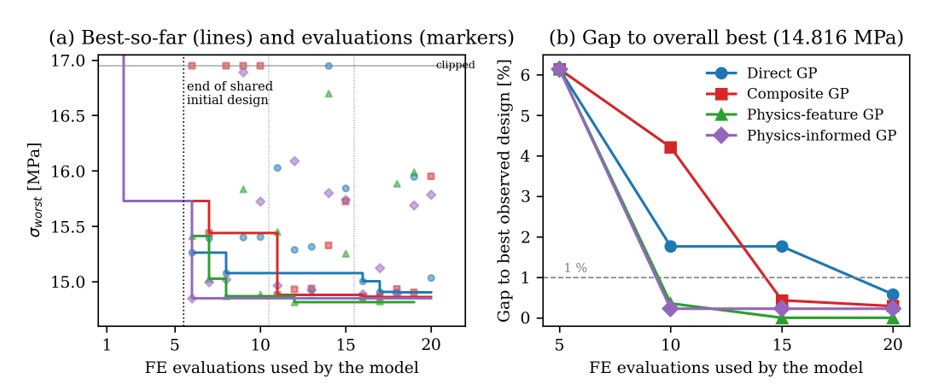 (a) Best-so-far (lines) and evaluations (markers)
17.0
16.5
16.0
15.5
15.0
σworst [MPa]
clipped
end of shared
initial design
1
5
10
15
20
FE evaluations used by the model
(b) Gap to overall best (14.816 MPa)
6
5
4
3
2
1
0
Gap to best observed design [%]
Direct GP
Composite GP
Physics-feature GP
Physics-informed GP
1 %
5
10
15
20
FE evaluations used by the model